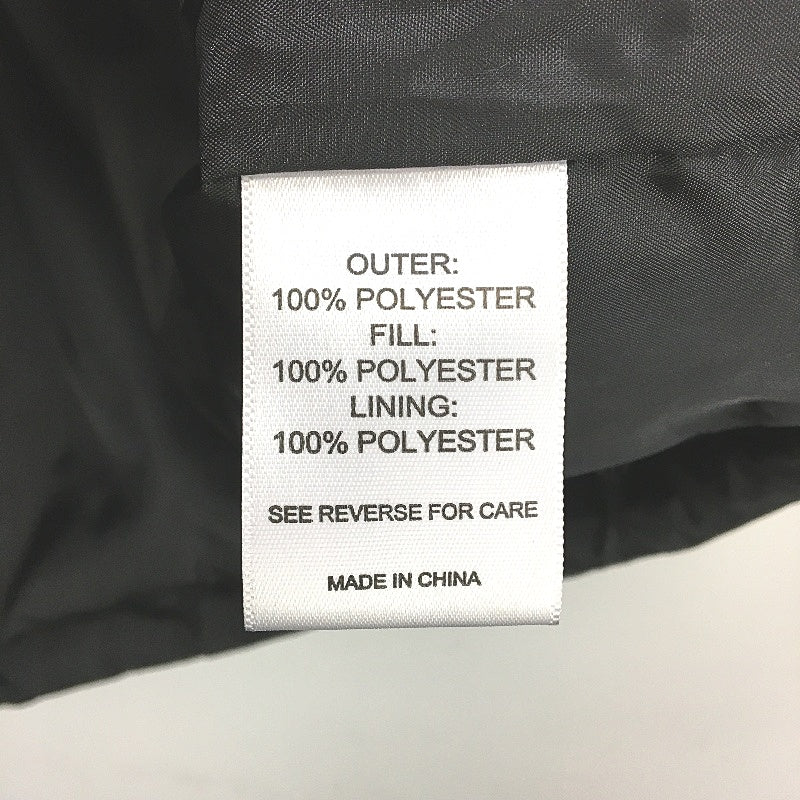 OUTER:
100% POLYESTER
FILL:
100% POLYESTER
LINING:
100% POLYESTER
SEE REVERSE FOR CARE
MADE IN CHINA